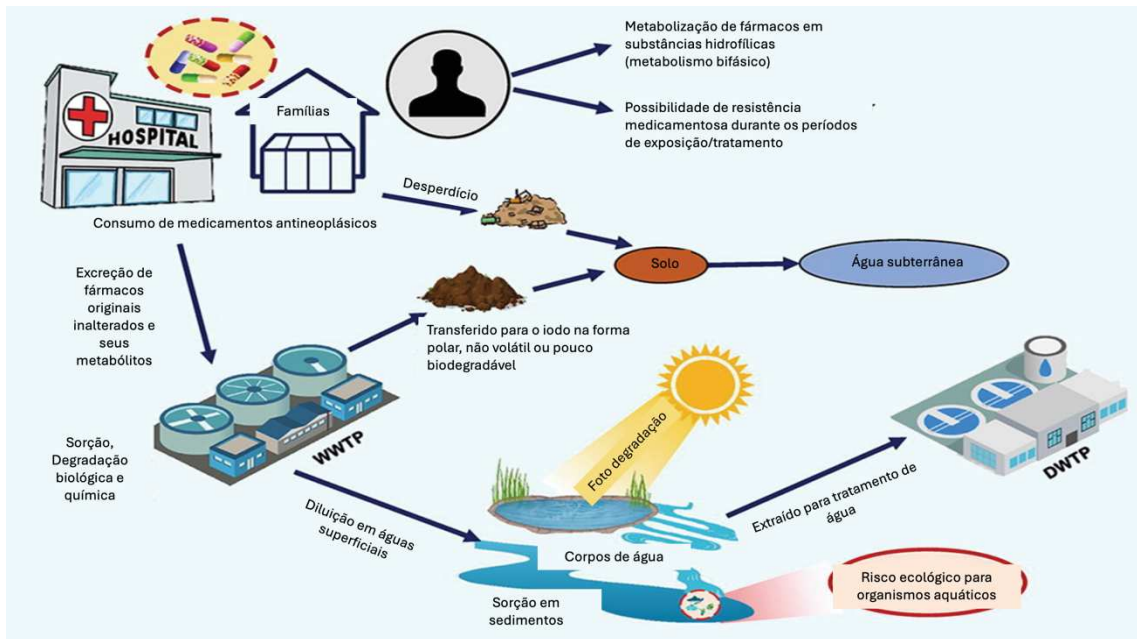 Metabolização de fármacos em
substâncias hidrofílicas
(metabolismo bifásico)
Possibilidade de resistência
medicamentosa durante os períodos
de exposição/tratamento
HOSPITAL
Famílias
Consumo de medicamentos antineoplásicos
Desperdício
Solo
Água subterrânea
Excreção de
fármacos
originais
inalterados e
seus
metabólitos
Transferido para o iodo na forma
polar, não volátil ou pouco
biodegradável
WWTP
Sorção,
Degradação
biológica e
química
Diluição em águas
superficiais
Foto degradação
Corpos de água
Sorção em
sedimentos
Extraído para tratamento de
água
DWTP
Risco ecológico para
organismos aquáticos